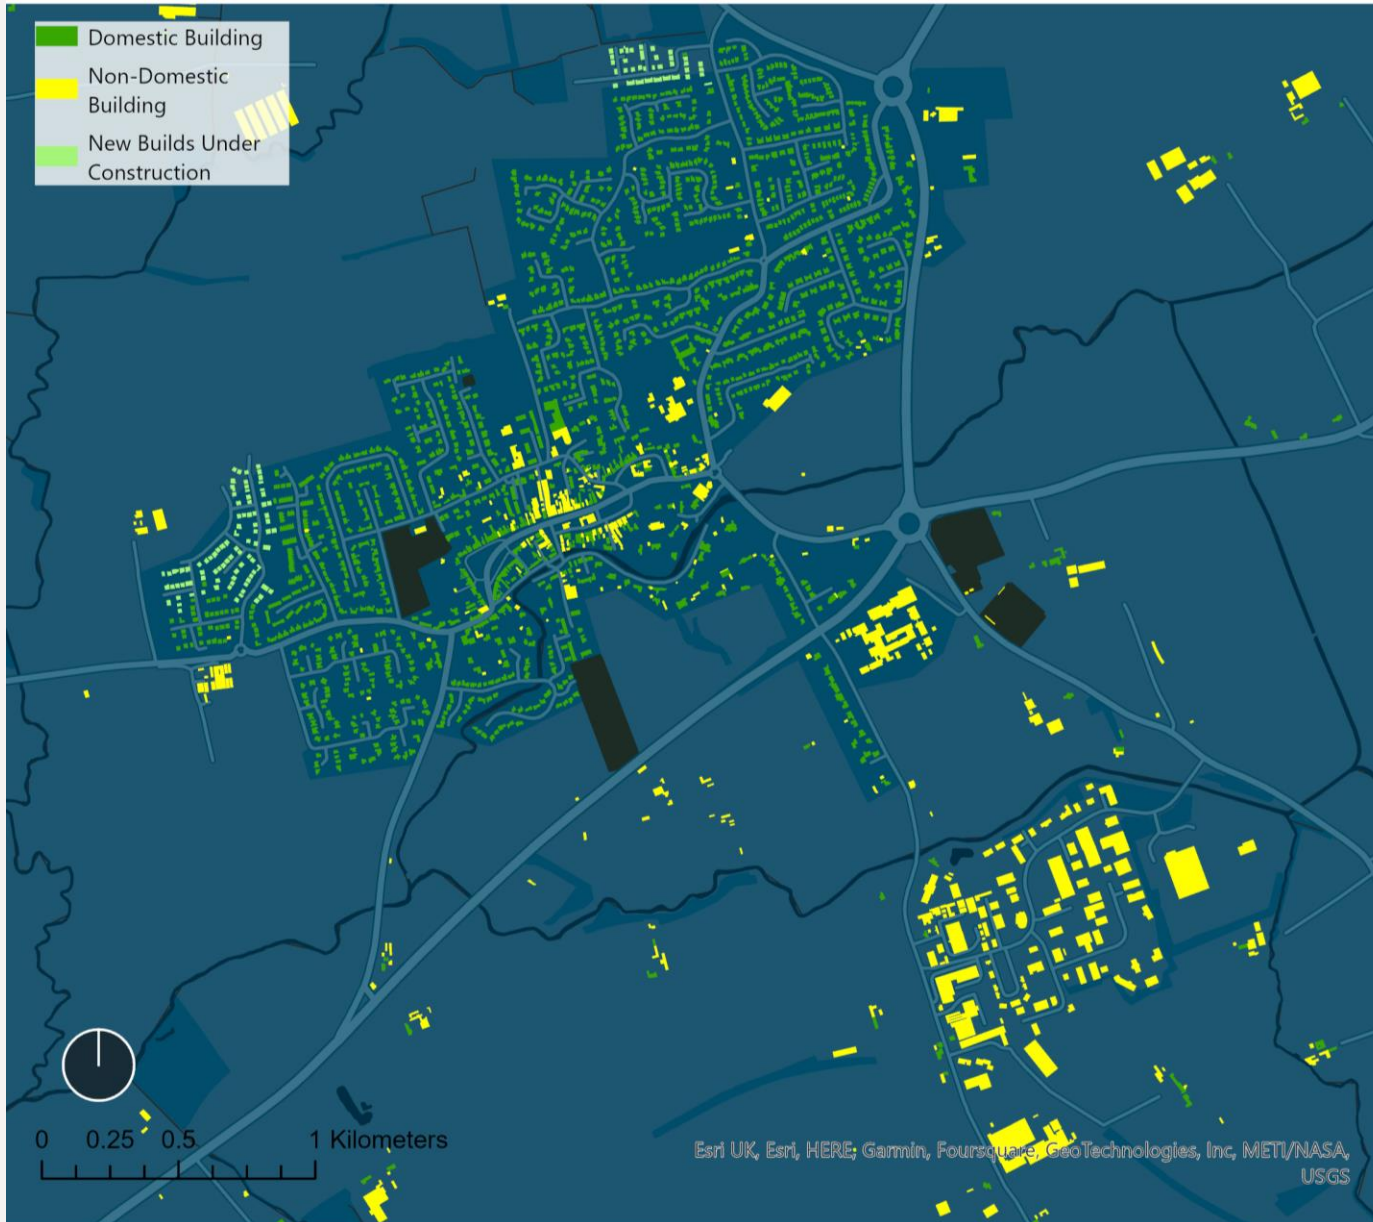 Domestic Building
Non-Domestic
Building
New Builds Under
Construction
0 0.25 0.5 1 Kilometers
Esri UK, Esri, HERE, Garmin, Foursquare, GeoTechnologies, Inc, METI/NASA,
USGS